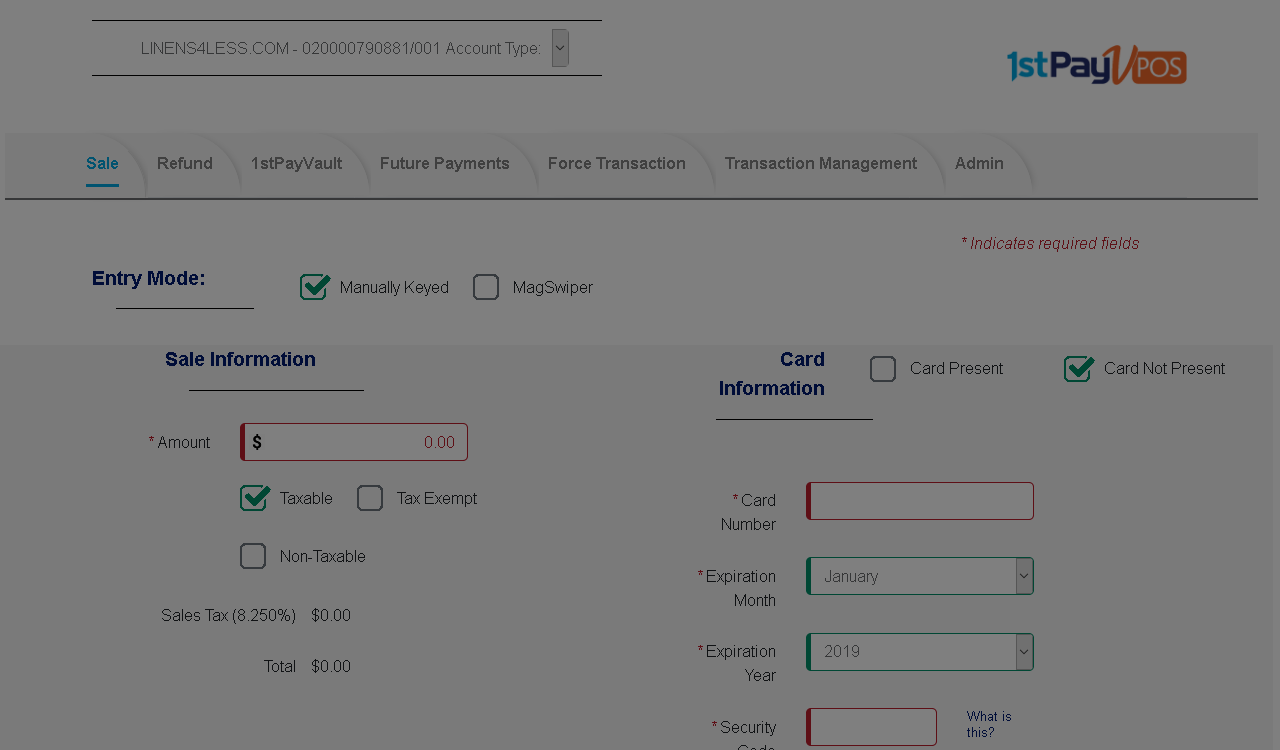 LINENS4LESS.COM - 020000790881/001 Account Type:
1stPayVPOS
Sale Refund 1stPayVault Future Payments Force Transaction Transaction Management Admin
* Indicates required fields
Entry Mode: Manually Keyed MagSwiper
Sale Information
* Amount $ 0.00
Taxable Tax Exempt
Non-Taxable
Sales Tax (8.250%) $0.00
Total $0.00
Card
Information
Card Present Card Not Present
* Card
Number
* Expiration
Month
January
* Expiration
Year
2019
* Security
Code
What is
this?